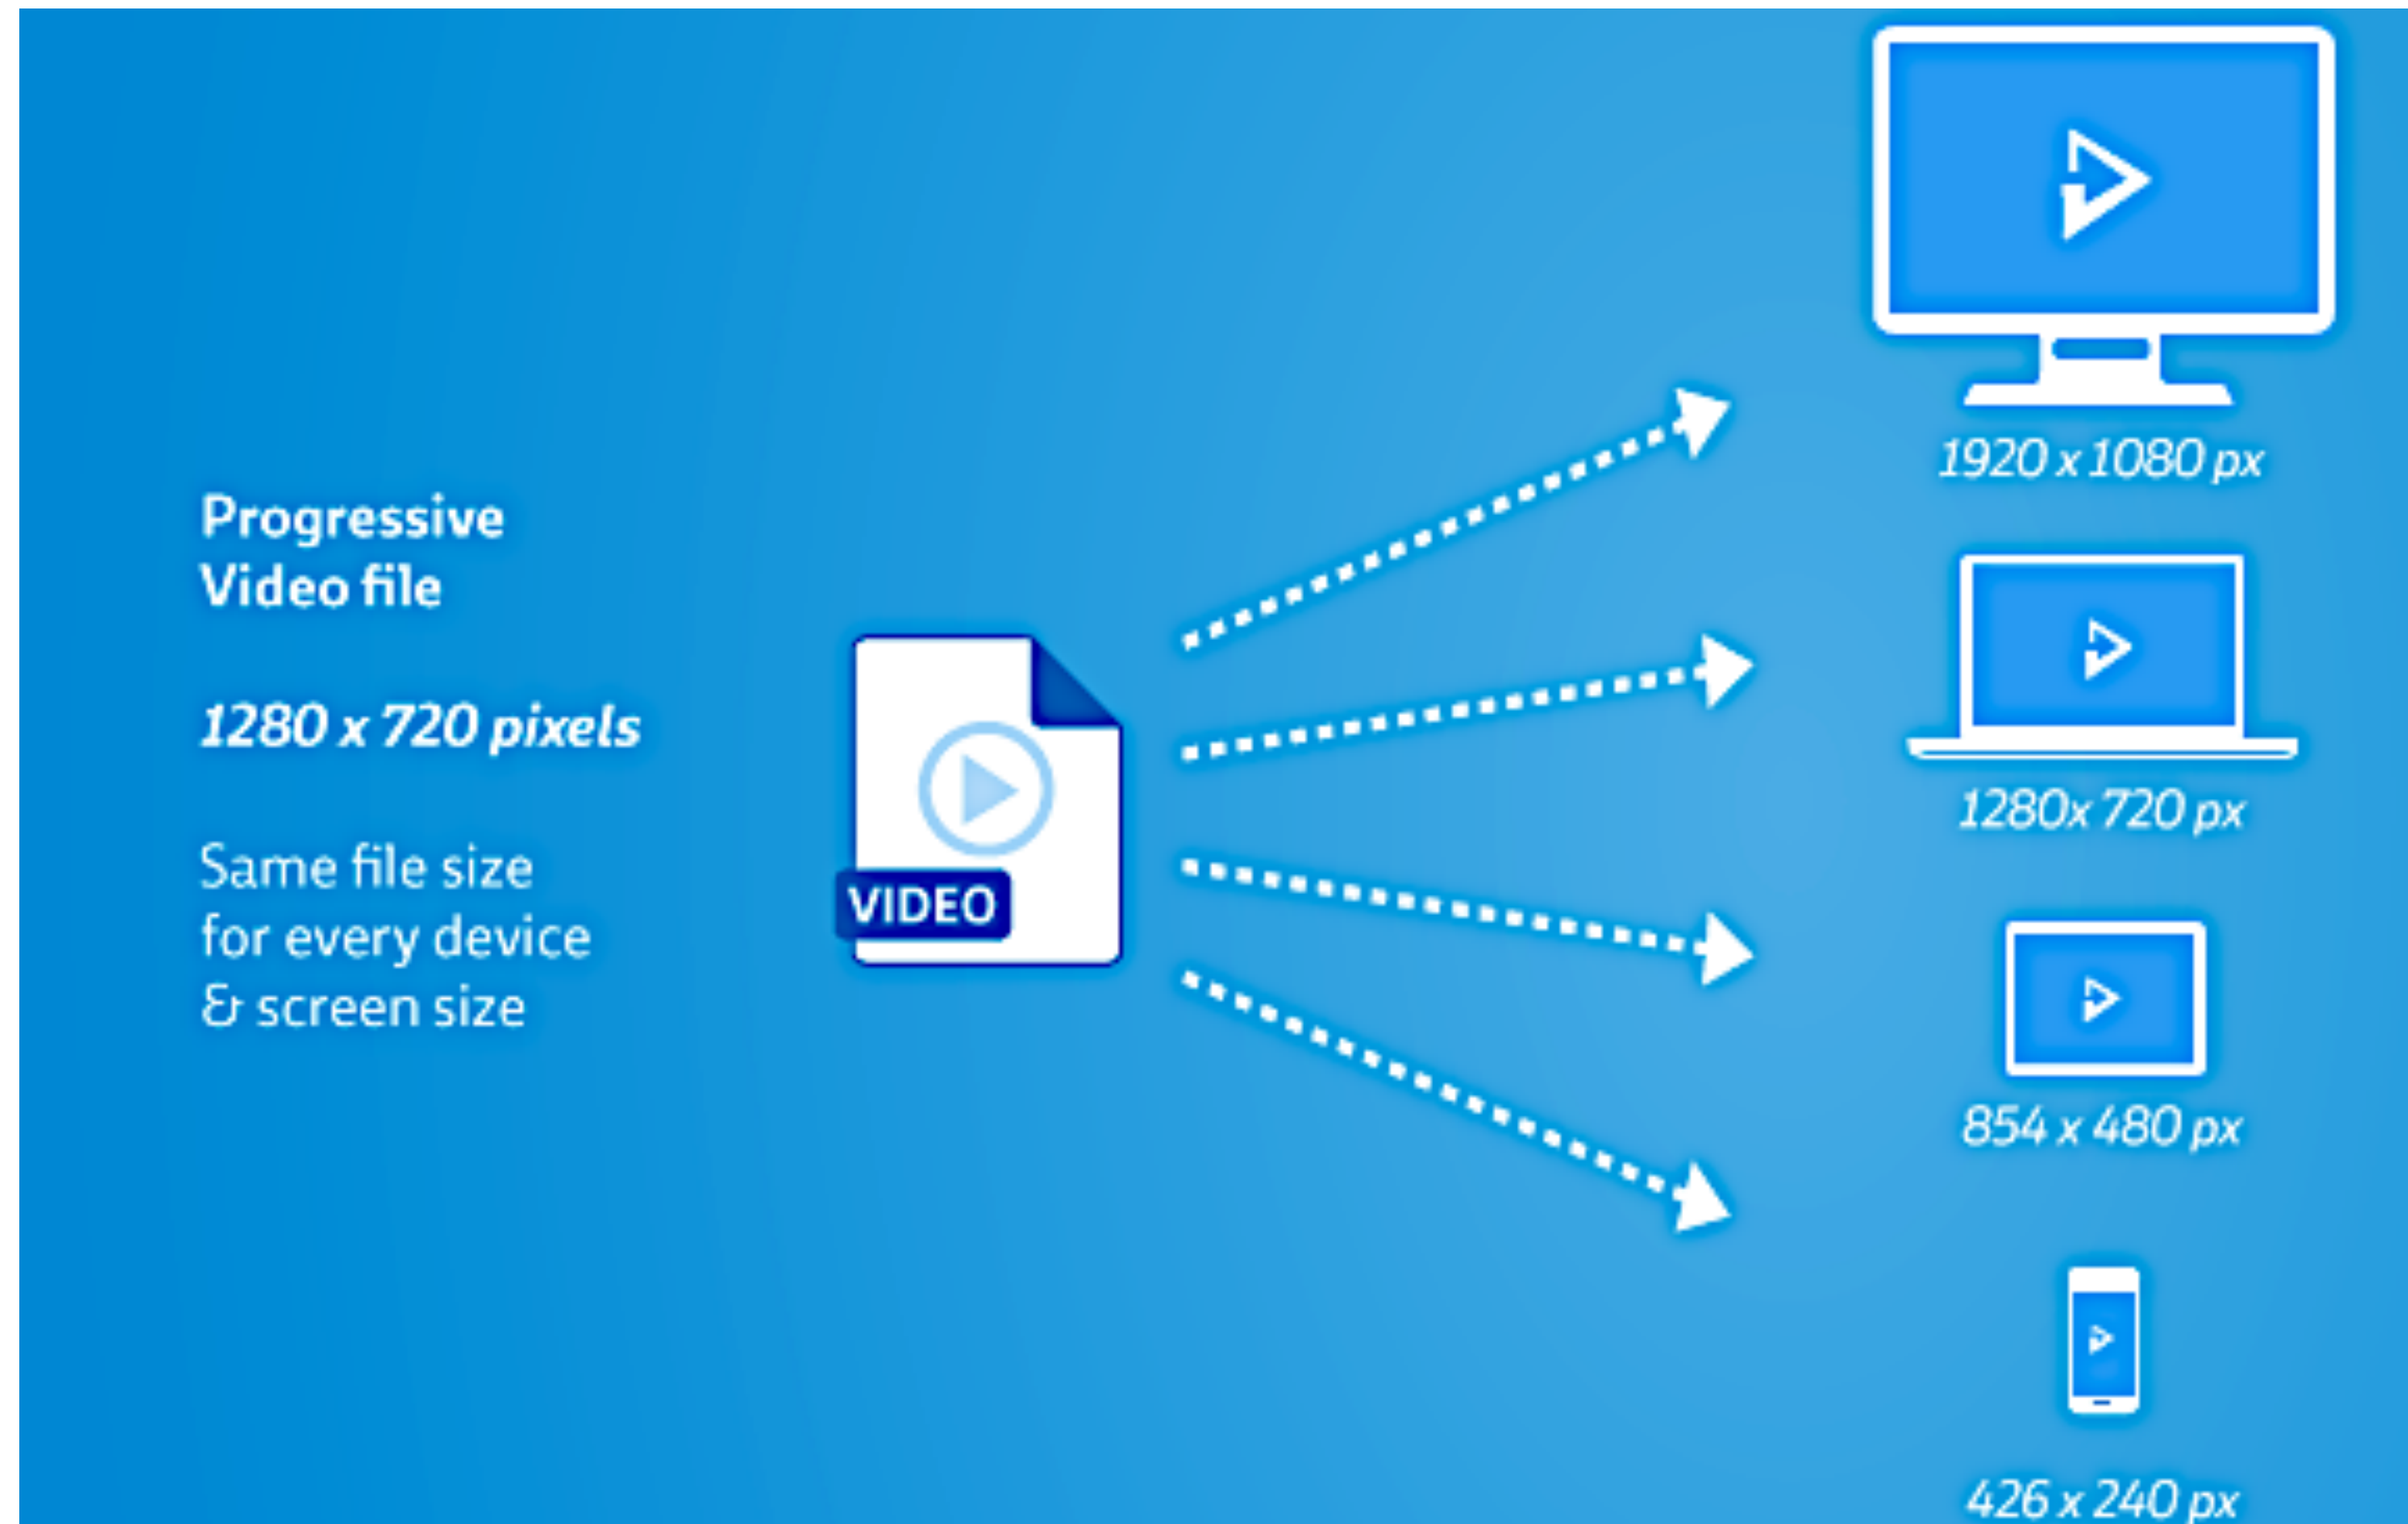 Progressive
Video file
1280 x 720 pixels
Same file size
for every device
& screen size
VIDEO
1920 x 1080 px
1280x 720 px
854 x 480 px
426 x 240 px